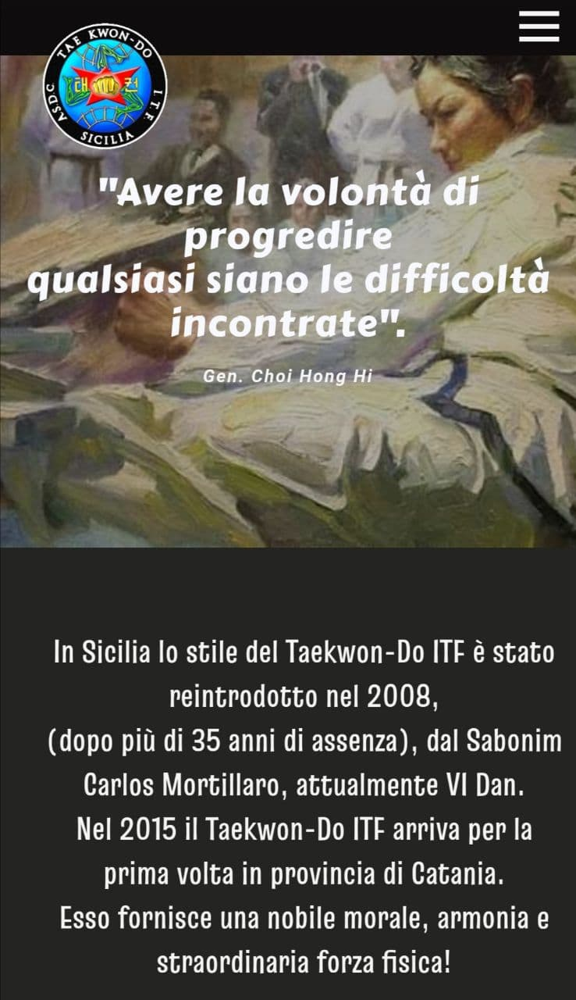 TAE KWON-DO
I.T.F.
A.S.D.C
SICILIA
"Avere la volontà di
progredire
qualsiasi siano le difficoltà
incontrate".
Gen. Choi Hong Hi
In Sicilia lo stile del Taekwon-Do ITF è stato
reintrodotto nel 2008,
(dopo più di 35 anni di assenza), dal Sabonim
Carlos Mortillaro, attualmente VI Dan.
Nel 2015 il Taekwon-Do ITF arriva per la
prima volta in provincia di Catania.
Esso fornisce una nobile morale, armonia e
straordinaria forza fisica!